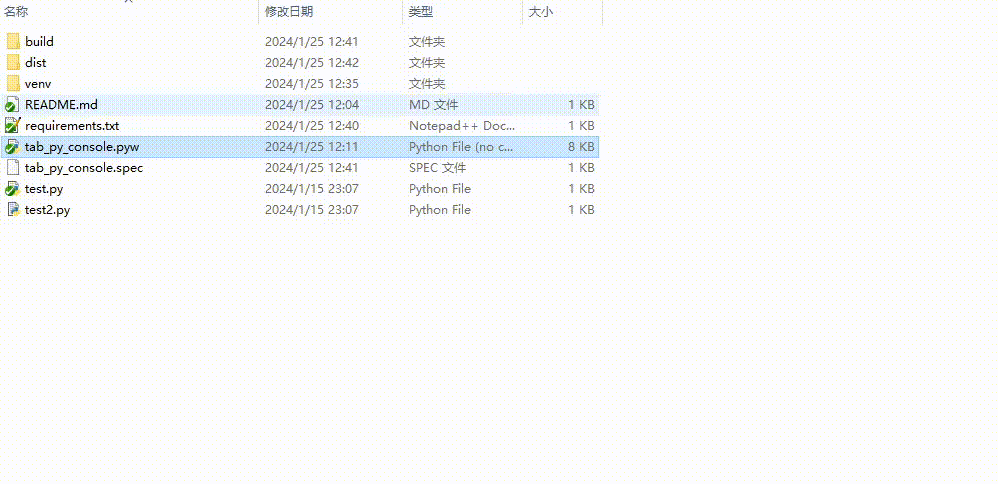 名称 修改日期 类型 大小
build 2024/1/25 12:41 文件夹
dist 2024/1/25 12:42 文件夹
venv 2024/1/25 12:35 文件夹
README.md 2024/1/25 12:04 MD 文件 1 KB
requirements.txt 2024/1/25 12:40 Notepad++ Doc... 1 KB
tab_py_console.pyw 2024/1/25 12:11 Python File (no c... 8 KB
tab_py_console.spec 2024/1/25 12:41 SPEC 文件 1 KB
test.py 2024/1/15 23:07 Python File 1 KB
test2.py 2024/1/15 23:07 Python File 1 KB